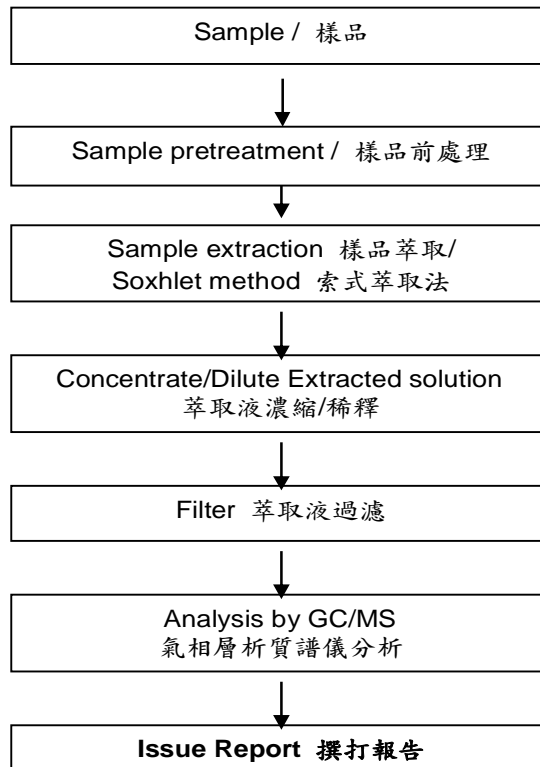 Sample / 樣品
Sample pretreatment / 樣品前處理
Sample extraction 樣品萃取/
Soxhlet method 索式萃取法
Concentrate/Dilute Extracted solution
萃取液濃縮/稀釋
Filter 萃取液過濾
Analysis by GC/MS
氣相層析質譜儀分析
Issue Report 撰打報告